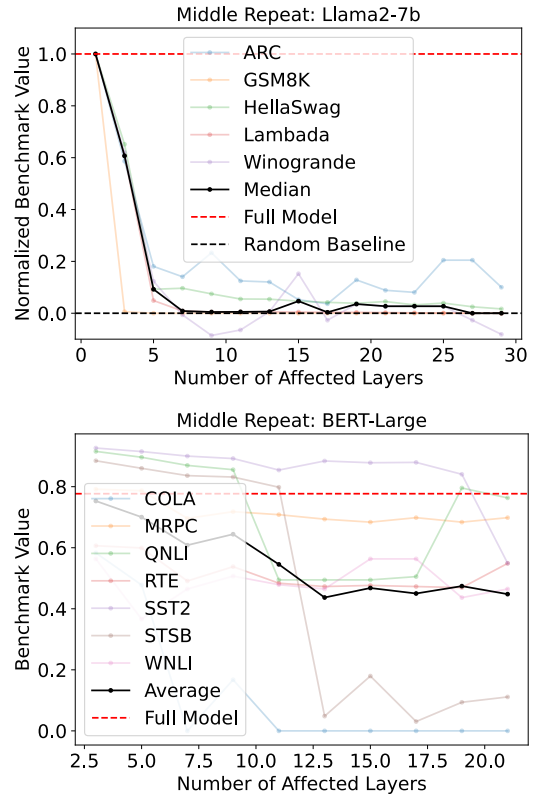 Middle Repeat: Llama2-7b
Normalized Benchmark Value
1.0
0.8
0.6
0.4
0.2
0.0
ARC
GSM8K
HellaSwag
Lambada
Winogrande
Median
Full Model
Random Baseline
0 5 10 15 20 25 30
Number of Affected Layers
Middle Repeat: BERT-Large
Benchmark Value
0.8
0.6
0.4
0.2
0.0
COLA
MRPC
QNLI
RTE
SST2
STSB
WNLI
Average
Full Model
2.5 5.0 7.5 10.0 12.5 15.0 17.5 20.0
Number of Affected Layers